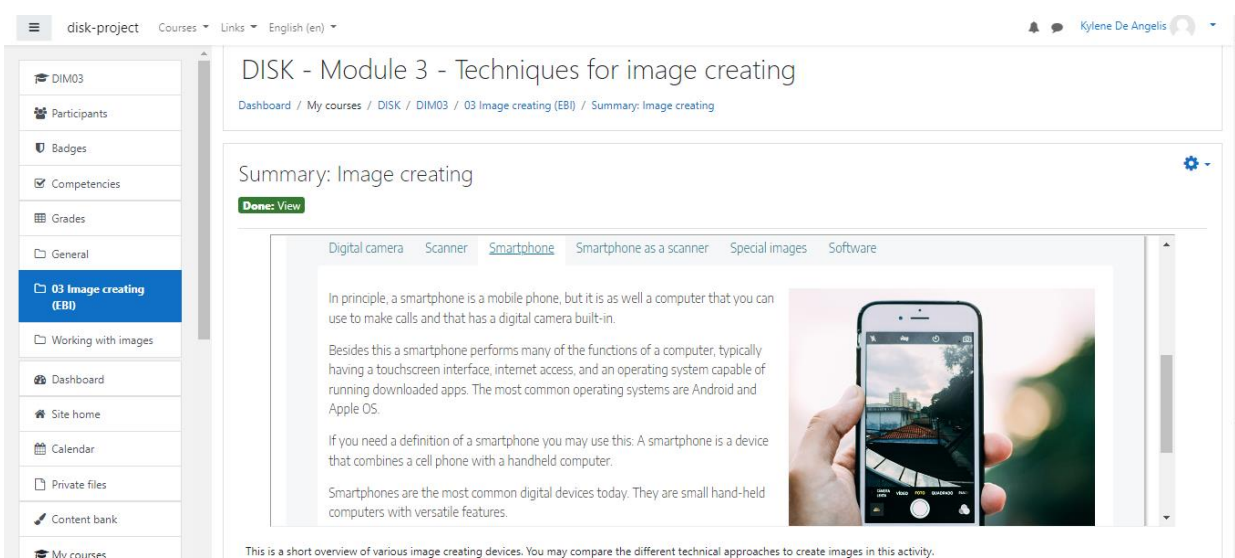 disk-project Courses Links English (en) Kylene De Angelis
DIM03
Participants
Badges
Competencies
Grades
General
03 Image creating
(EBI)
Working with images
Dashboard
Site home
Calendar
Private files
Content bank
My courses
DISK - Module 3 - Techniques for image creating
Dashboard / My courses / DISK / DIM03 / 03 Image creating (EBI) / Summary: Image creating
Summary: Image creating
Done: View
Digital camera Scanner Smartphone Smartphone as a scanner Special images Software
In principle, a smartphone is a mobile phone, but it is as well a computer that you can
use to make calls and that has a digital camera built-in.
Besides this a smartphone performs many of the functions of a computer, typically
having a touchscreen interface, internet access, and an operating system capable of
running downloaded apps. The most common operating systems are Android and
Apple OS.
If you need a definition of a smartphone you may use this: A smartphone is a device
that combines a cell phone with a handheld computer.
Smartphones are the most common digital devices today. They are small hand-held
computers with versatile features.
VÍDEO FOTO QUADRADO
This is a short overview of various image creating devices. You may compare the different technical approaches to create images in this activity.